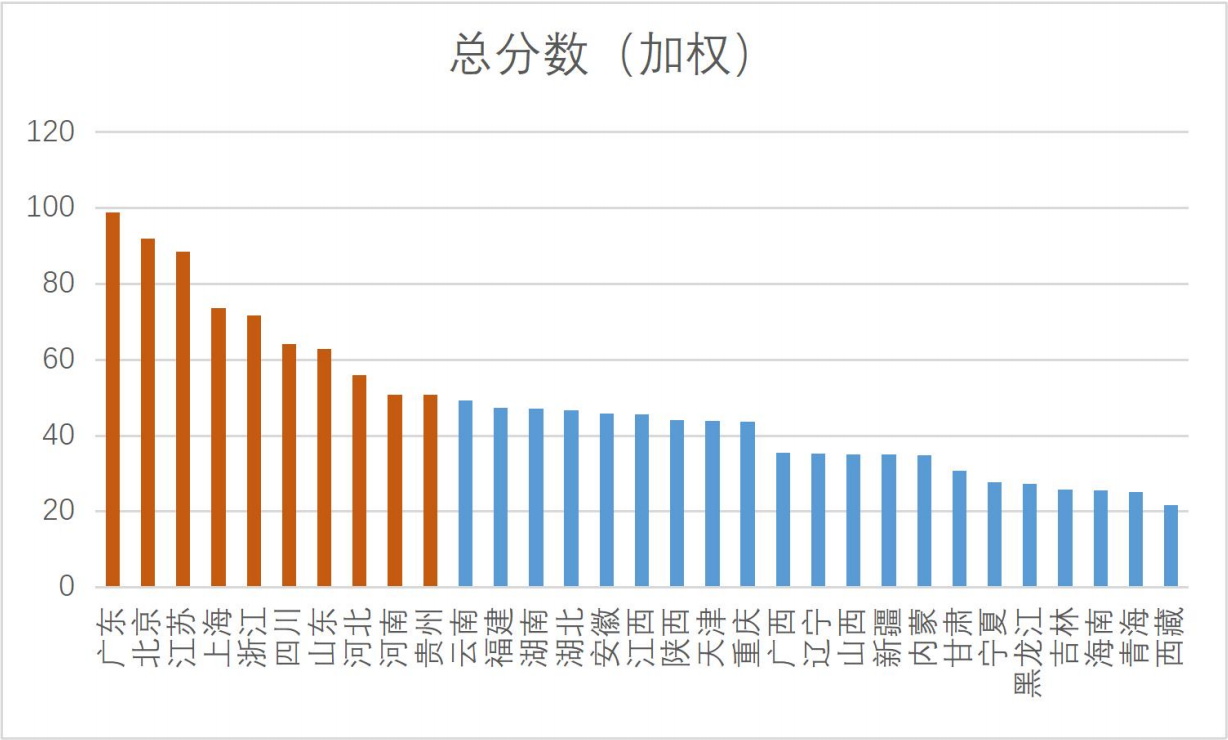 总分数（加权）
120
100
80
60
40
20
0
广东
北京
江苏
上海
浙江
四川
山东
河北
河南
贵州
云南
福建
湖南
湖北
安徽
江西
陕西
天津
重庆
广西
辽宁
山西
新疆
内蒙
甘肃
宁夏
黑龙江
吉林
海南
青海
西藏